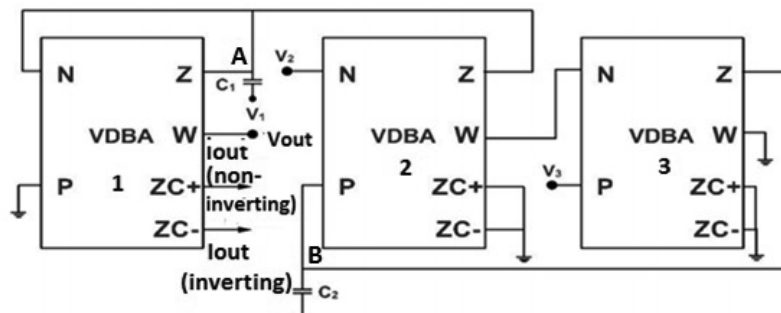 A
V₂
N
Z
C₁
V₁
N
Z
N
Z
VDBA
W
Vout
VDBA
W
VDBA
W
Iout
(non-
inverting)
1
2
3
P
ZC+
P
ZC+
V₃
P
ZC+
ZC-
ZC-
ZC-
Iout
(inverting)
B
C₂